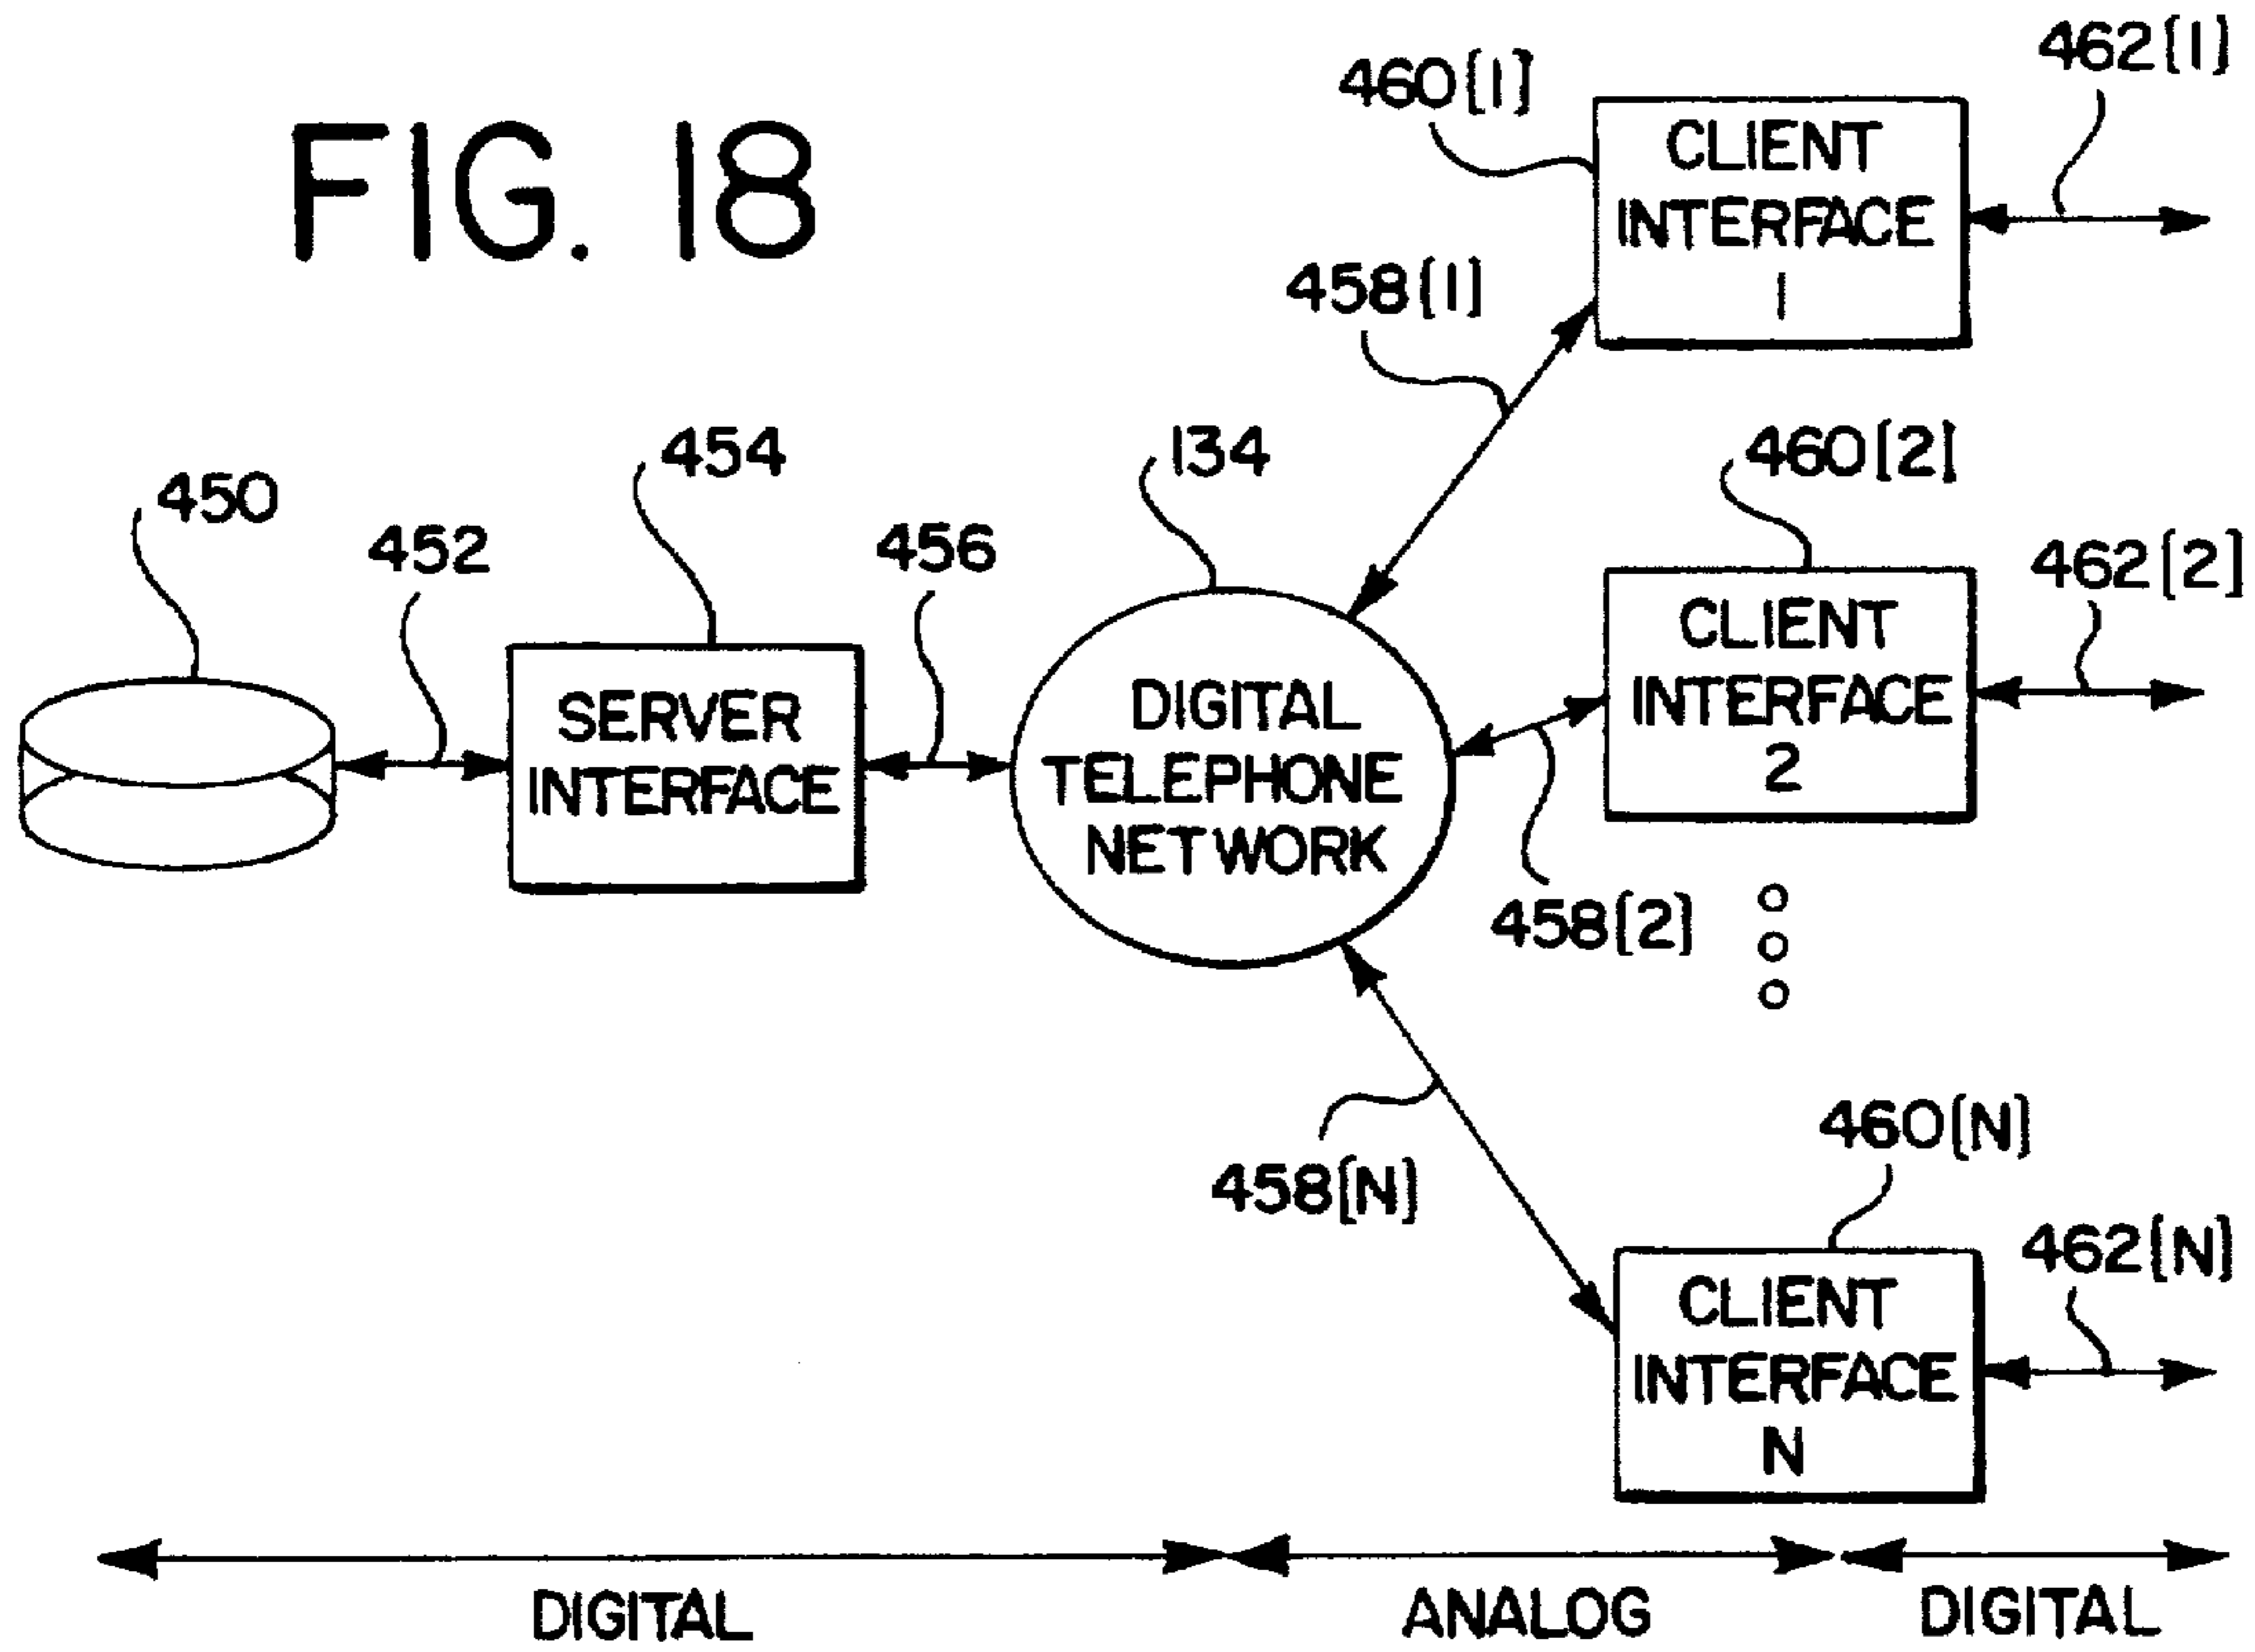 FIG. 18
460[1]
462[1]
CLIENT
INTERFACE
1
458[1]
450
452
454
456
134
460[2]
462[2]
SERVER
INTERFACE
DIGITAL
TELEPHONE
NETWORK
CLIENT
INTERFACE
2
458[2]
458[N]
460[N]
462[N]
CLIENT
INTERFACE
N
DIGITAL
ANALOG
DIGITAL